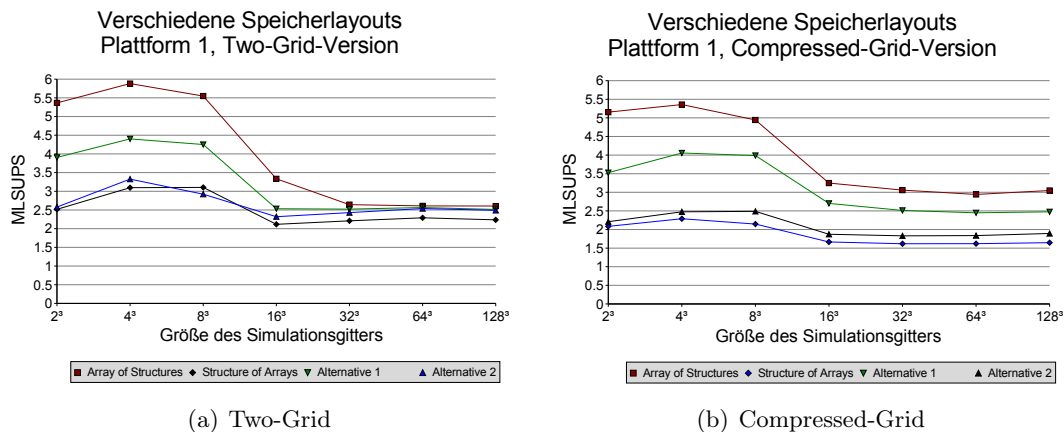 Verschiedene Speicherlayouts
Plattform 1, Two-Grid-Version
MLSUPS
6
5.5
5
4.5
4
3.5
3
2.5
2
1.5
1
0.5
0
2³ 4³ 8³ 16³ 32³ 64³ 128³
Größe des Simulationsgitters
Array of Structures Structure of Arrays Alternative 1 Alternative 2
(a) Two-Grid
Verschiedene Speicherlayouts
Plattform 1, Compressed-Grid-Version
MLSUPS
6
5.5
5
4.5
4
3.5
3
2.5
2
1.5
1
0.5
0
2³ 4³ 8³ 16³ 32³ 64³ 128³
Größe des Simulationsgitters
Array of Structures Structure of Arrays Alternative 1 Alternative 2
(b) Compressed-Grid